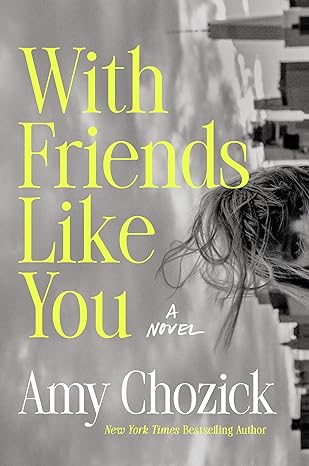 With
Friends
Like
You
A
NOVEL
Amy Chozick
New York Times Bestselling Author